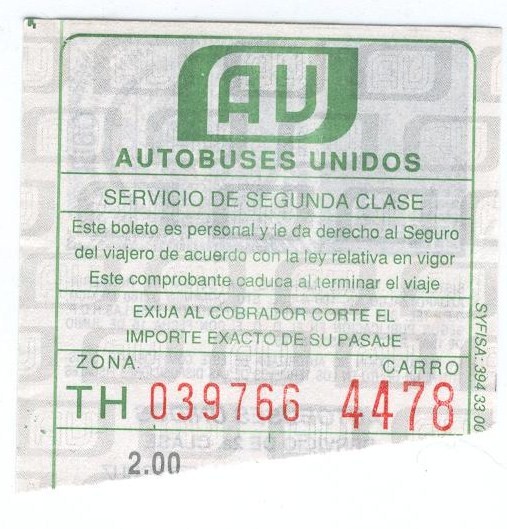 AU
AUTOBUSES UNIDOS
SERVICIO DE SEGUNDA CLASE
Este boleto es personal y le da derecho al Seguro
del viajero de acuerdo con la ley relativa en vigor
Este comprobante caduca al terminar el viaje
EXIJA AL COBRADOR CORTE EL
IMPORTE EXACTO DE SU PASAJE
ZONA CARRO
TH 039766 4478
2.00
SYFISA: 394 33 00